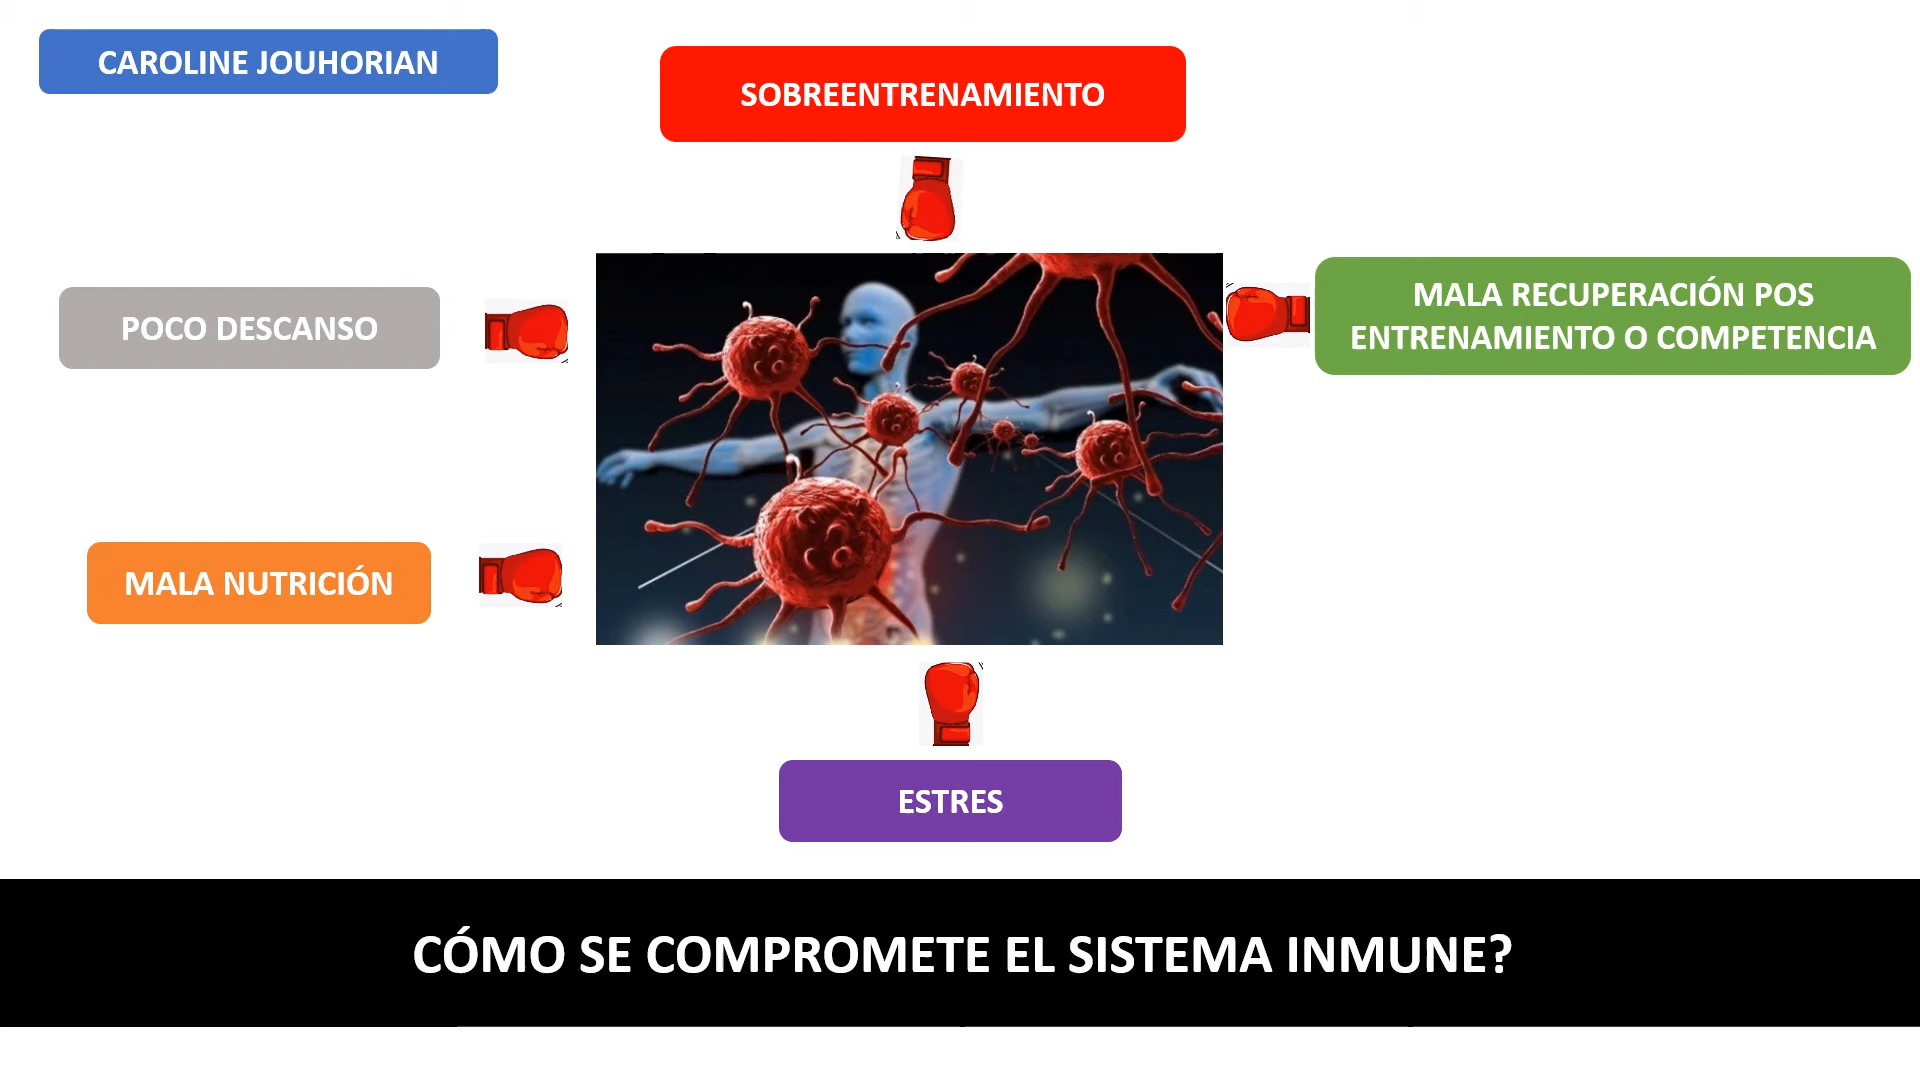 CAROLINE JOUHORIAN
SOBREENTRENAMIENTO
POCO DESCANSO
MALA RECUPERACIÓN POS
ENTRENAMIENTO O COMPETENCIA
MALA NUTRICIÓN
ESTRES
CÓMO SE COMPROMETE EL SISTEMA INMUNE?